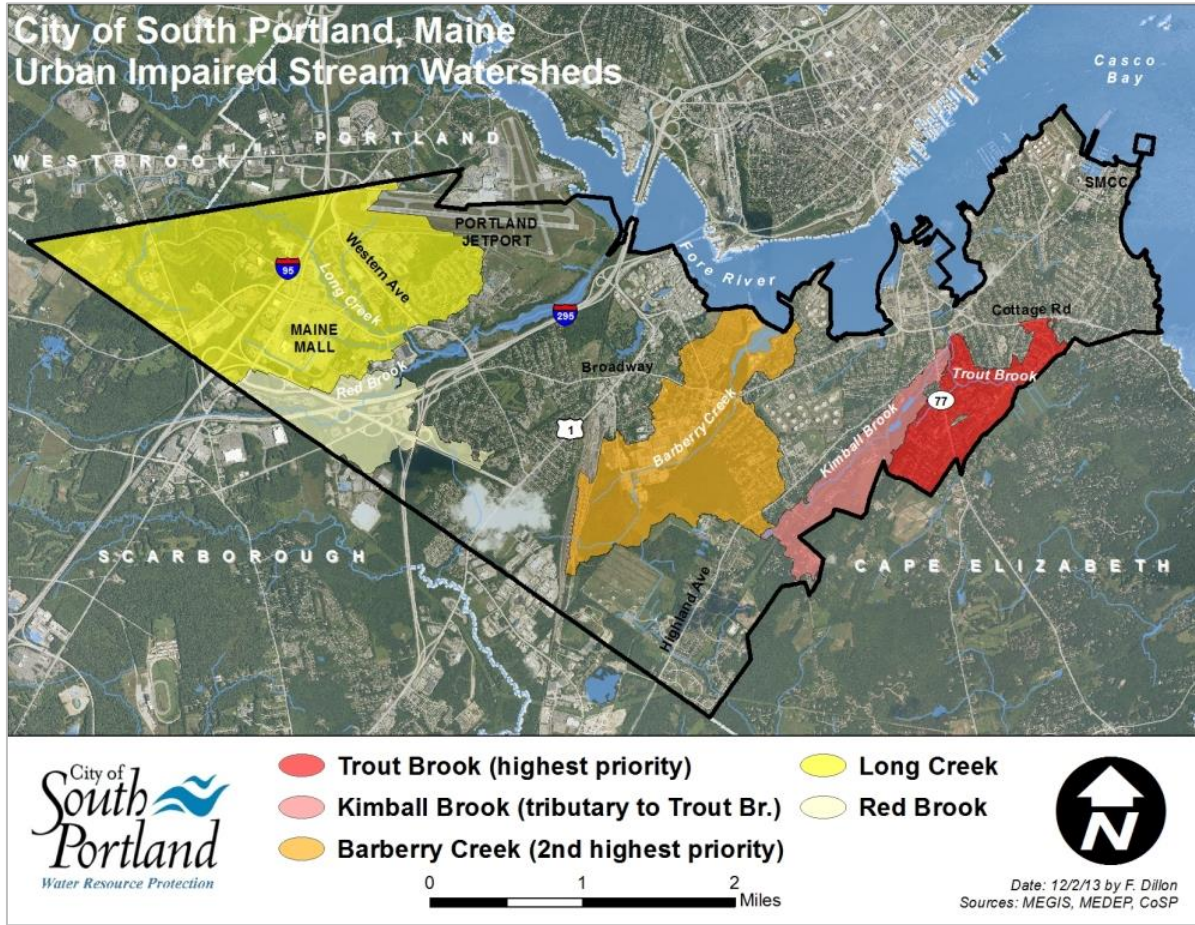 City of South Portland, Maine
Urban Impaired Stream Watersheds
Casco
Bay
PORTLAND
WESTBROOK
SMCC
PORTLAND
JETPORT
Western Ave
95
Long Creek
Fore River
295
MAINE
MALL
Cottage Rd
Red Brook
Broadway
Trout Brook
77
1
Barberry Creek
Kimball Brook
SCARBOROUGH
CAPE ELIZABETH
Highland Ave
City of
South
Portland
Water Resource Protection
Trout Brook (highest priority)
Kimball Brook (tributary to Trout Br.)
Barberry Creek (2nd highest priority)
Long Creek
Red Brook
N
0 1 2
Miles
Date: 12/2/13 by F. Dillon
Sources: MEGIS, MEDEP, CoSP